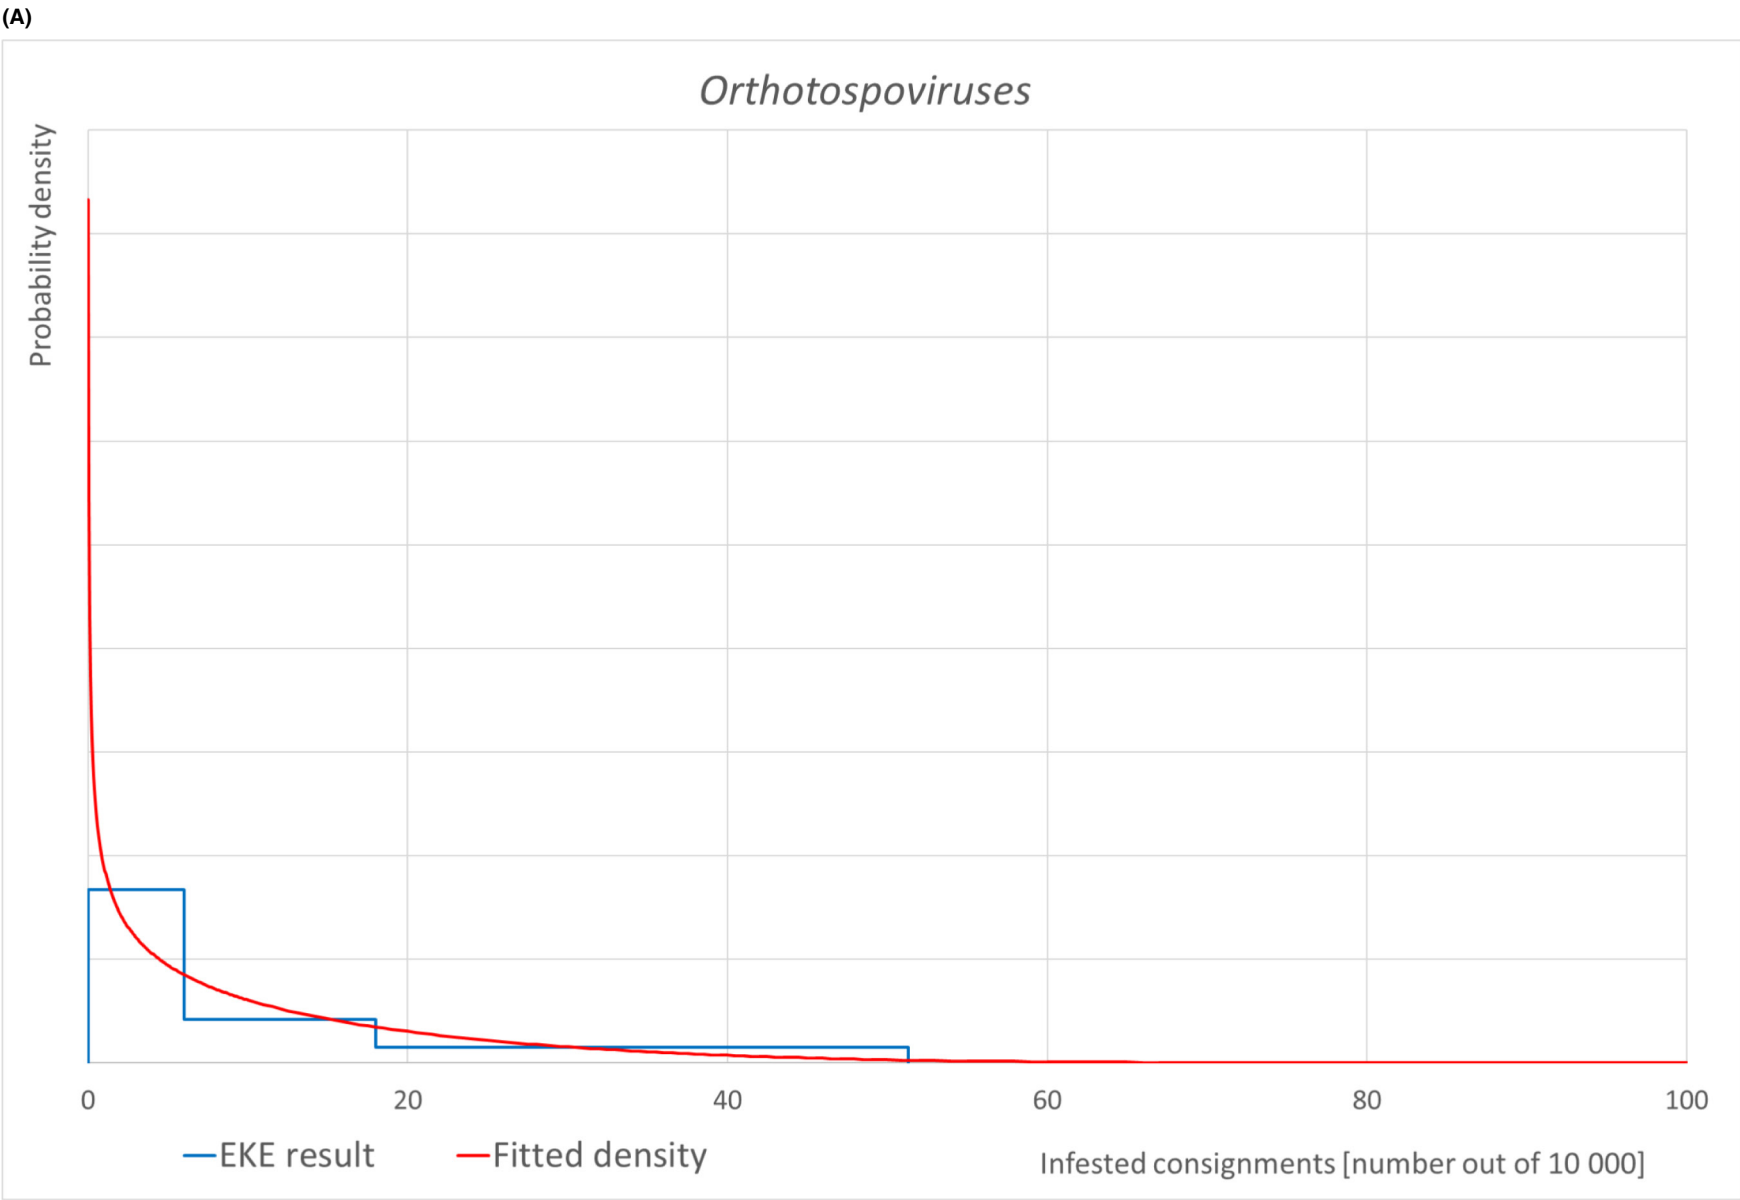 (A)
Orthotospoviruses
Probability density
0 20 40 60 80 100
EKE result Fitted density
Infested consignments [number out of 10 000]